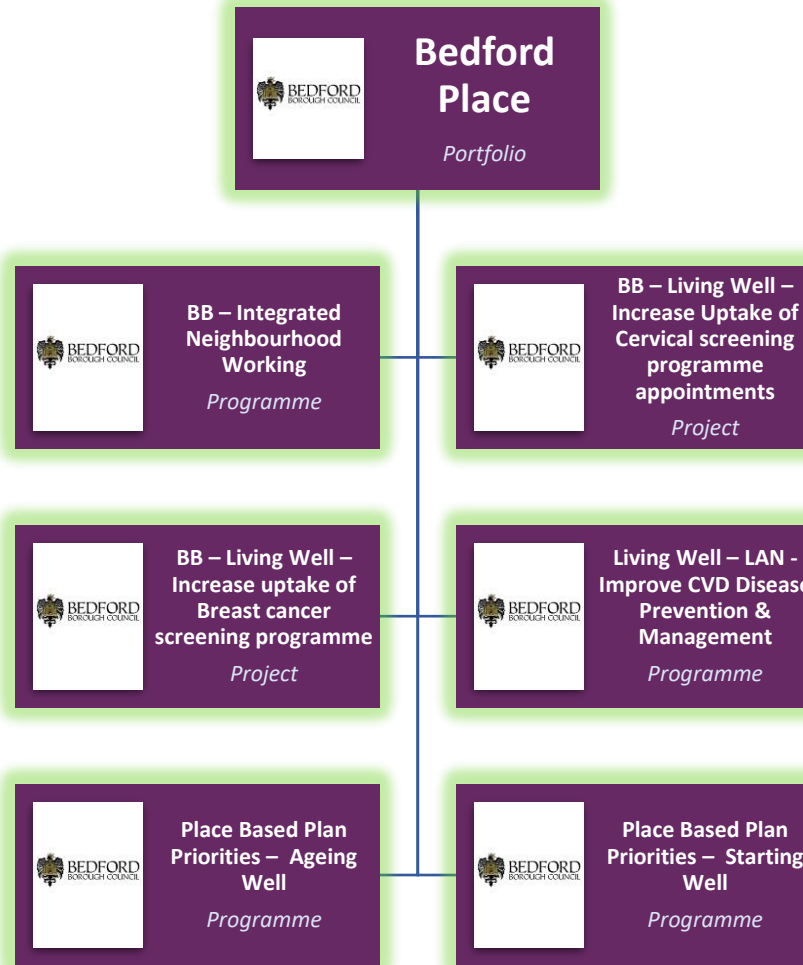 BEDFORD
BOROUGH COUNCIL
Bedford
Place
Portfolio
BEDFORD
BOROUGH COUNCIL
BB – Integrated
Neighbourhood
Working
Programme
BEDFORD
BOROUGH COUNCIL
BB – Living Well –
Increase Uptake of
Cervical screening
programme
appointments
Project
BEDFORD
BOROUGH COUNCIL
BB – Living Well –
Increase uptake of
Breast cancer
screening programme
Project
BEDFORD
BOROUGH COUNCIL
Living Well – LAN -
Improve CVD Disease
Prevention &
Management
Programme
BEDFORD
BOROUGH COUNCIL
Place Based Plan
Priorities – Ageing
Well
Programme
BEDFORD
BOROUGH COUNCIL
Place Based Plan
Priorities – Starting
Well
Programme